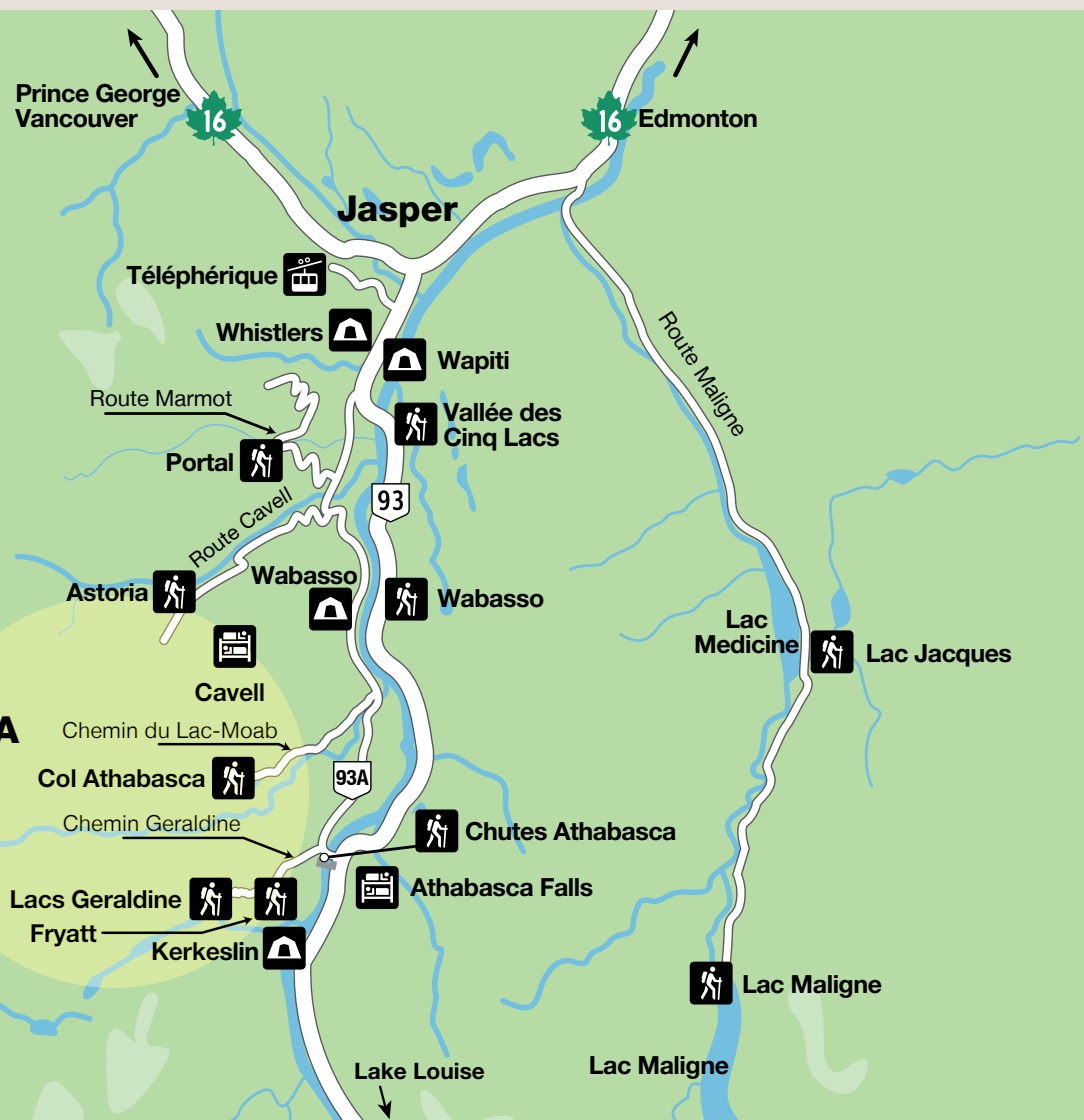 Prince George
Vancouver
16
16
Edmonton
Jasper
Téléphérique
Whistlers
Wapiti
Route Maligne
Route Marmot
Vallée des
Cinq Lacs
Portal
93
Route Cavell
Wabasso
Astoria
Wabasso
Lac
Medicine
Lac Jacques
Cavell
A
Chemin du Lac-Moab
Col Athabasca
93A
Chemin Geraldine
Chutes Athabasca
Athabasca Falls
Lacs Geraldine
Fryatt
Kerkeslin
Lac Maligne
Lac Maligne
Lake Louise